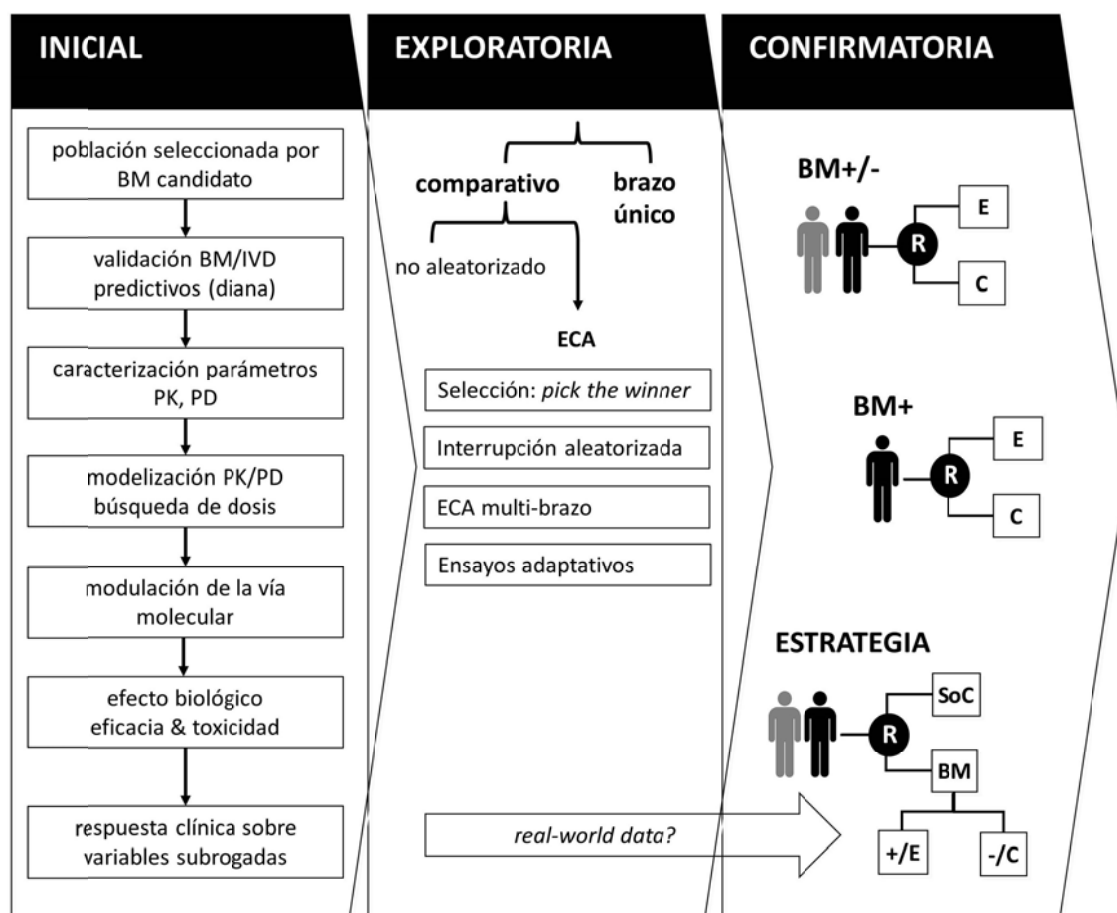 INICIAL
población seleccionada por
BM candidato
validación BM/IVD
predictivos (diana)
caracterización parámetros
PK, PD
modelización PK/PD
búsqueda de dosis
modulación de la vía
molecular
efecto biológico
eficacia & toxicidad
respuesta clínica sobre
variables subrogadas
EXPLORATORIA
comparativo
brazo
único
no aleatorizado
ECA
Selección: pick the winner
Interrupción aleatorizada
ECA multi-brazo
Ensayos adaptativos
real-world data?
CONFIRMATORIA
BM+/-
E
R
C
BM+
E
R
C
ESTRATEGIA
SoC
R
BM
+/E
-/C